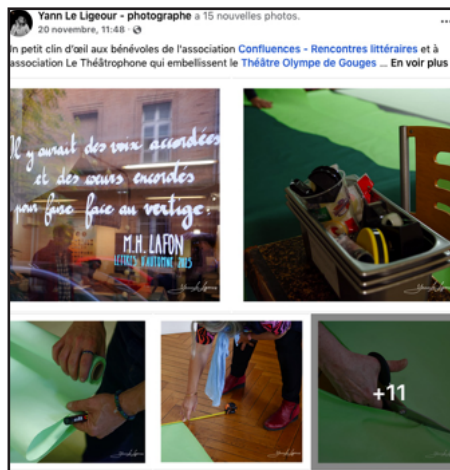 Yann Le Ligeour - photographe a 15 nouvelles photos.
20 novembre, 11:48 ·
Un petit clin d'œil aux bénévoles de l'association Confluences - Rencontres littéraires et à
association Le Théâtrophone qui embellissent le Théâtre Olympe de Gouges ... En voir plus
Il y aurait des voix accordées
et des cœurs encordés
pour faire face au vertige.
M.H. LAFON
LETTRES D'AUTOMNE 2025
+11